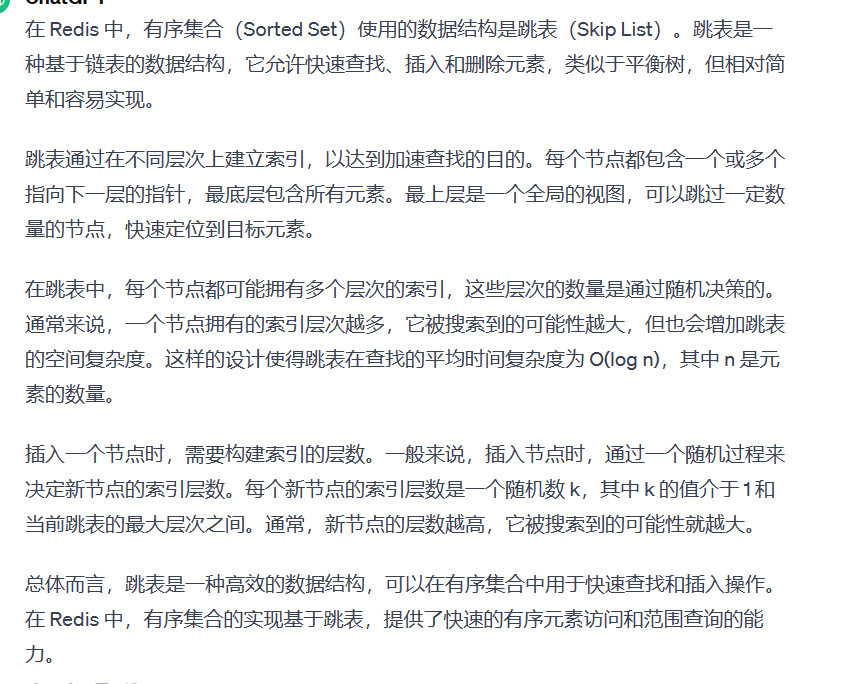 ChatGPT
在 Redis 中，有序集合（Sorted Set）使用的数据结构是跳表（Skip List）。跳表是一
种基于链表的数据结构，它允许快速查找、插入和删除元素，类似于平衡树，但相对简
单和容易实现。
跳表通过在不同层次上建立索引，以达到加速查找的目的。每个节点都包含一个或多个
指向下一层的指针，最底层包含所有元素。最上层是一个全局的视图，可以跳过一定数
量的节点，快速定位到目标元素。
在跳表中，每个节点都可能拥有多个层次的索引，这些层次的数量是通过随机决策的。
通常来说，一个节点拥有的索引层次越多，它被搜索到的可能性越大，但也会增加跳表
的空间复杂度。这样的设计使得跳表在查找的平均时间复杂度为 O(log n)，其中 n 是元
素的数量。
插入一个节点时，需要构建索引的层数。一般来说，插入节点时，通过一个随机过程来
决定新节点的索引层数。每个新节点的索引层数是一个随机数 k，其中 k 的值介于 1 和
当前跳表的最大层次之间。通常，新节点的层数越高，它被搜索到的可能性就越大。
总体而言，跳表是一种高效的数据结构，可以在有序集合中用于快速查找和插入操作。
在 Redis 中，有序集合的实现基于跳表，提供了快速的有序元素访问和范围查询的能
力。